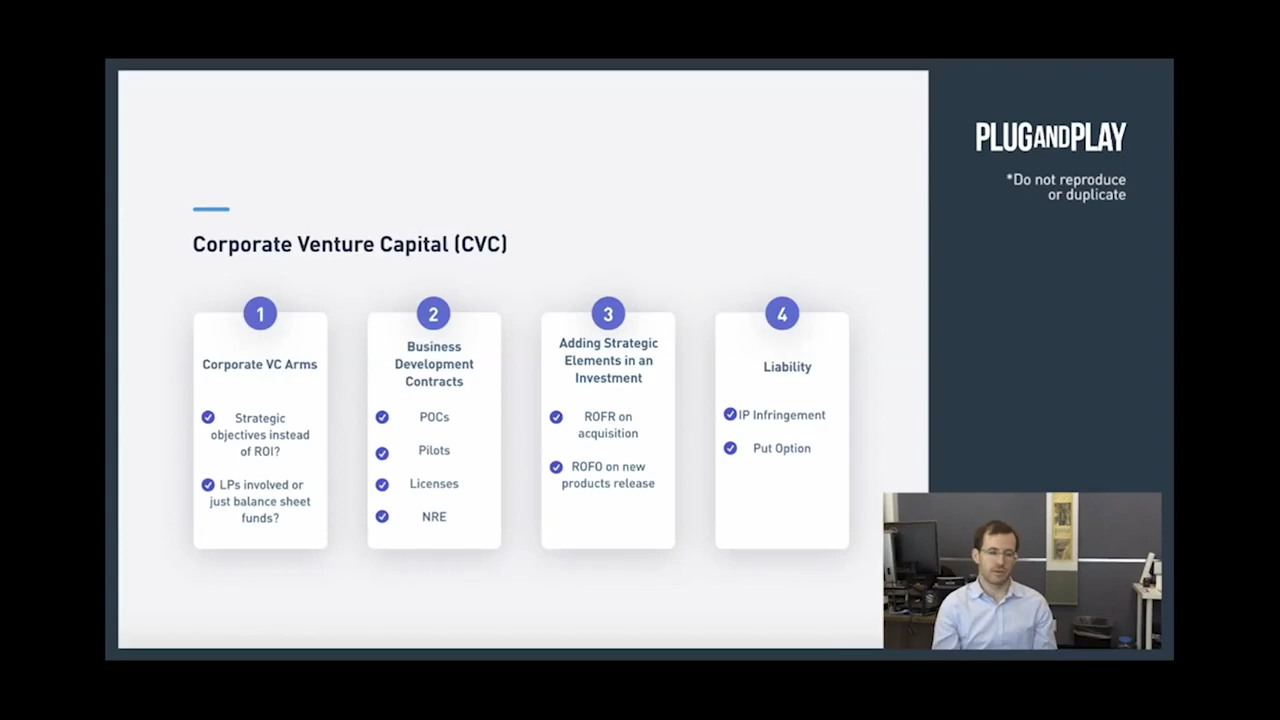 PLUGANDPLAY
*Do not reproduce
or duplicate
Corporate Venture Capital (CVC)
1
Corporate VC Arms
Strategic
objectives instead
of ROI?
LPs involved or
just balance sheet
funds?
2
Business
Development
Contracts
POCs
Pilots
Licenses
NRE
3
Adding Strategic
Elements in an
Investment
ROFR on
acquisition
ROFO on new
products release
4
Liability
IP Infringement
Put Option